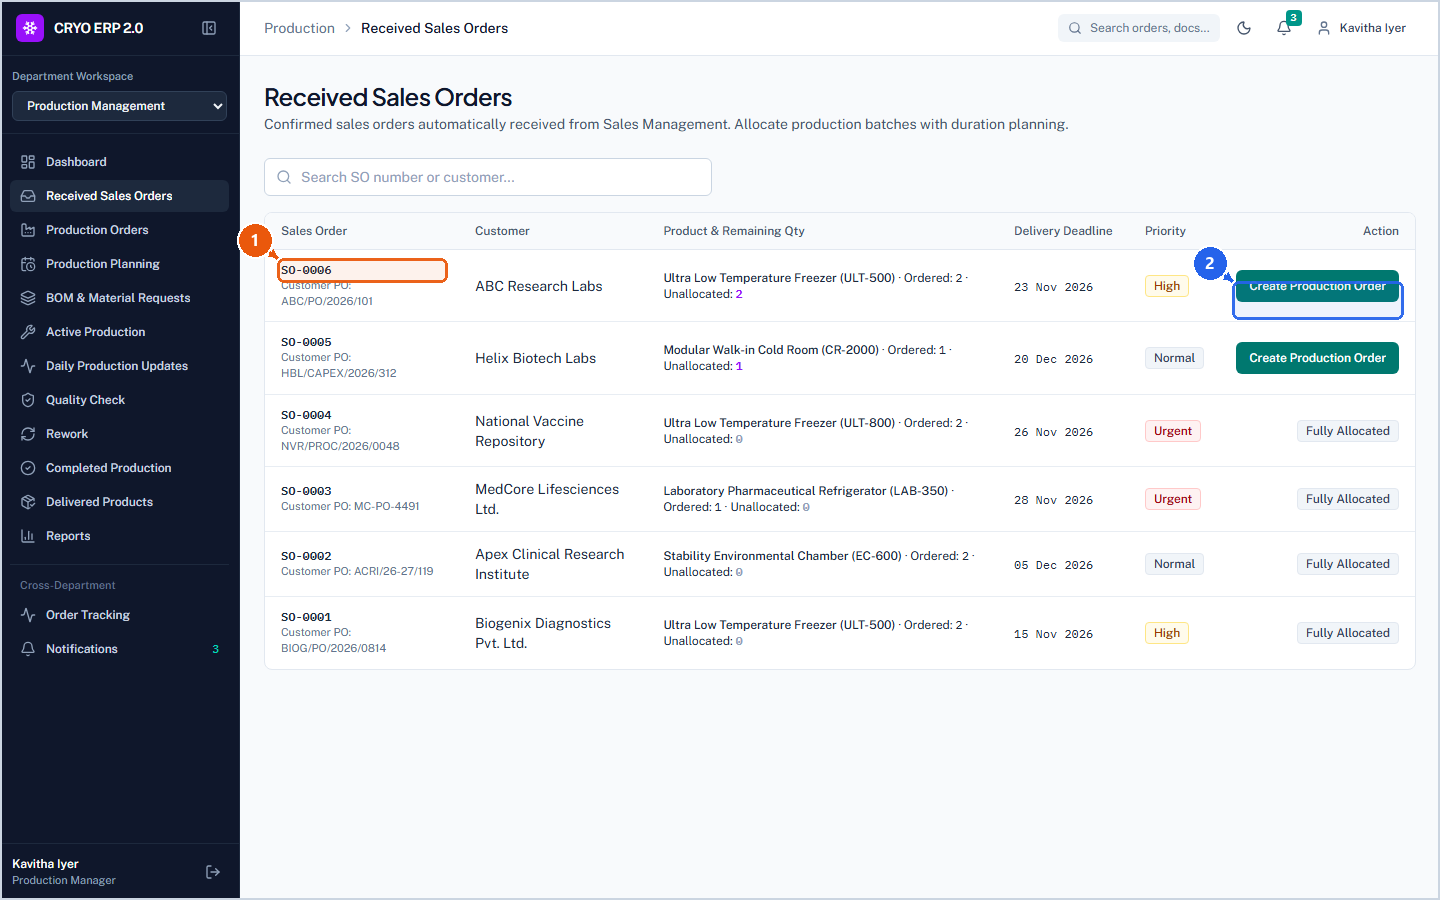 CRYO ERP 2.0
Department Workspace
Production Management
Dashboard
Received Sales Orders
Production Orders
Production Planning
BOM & Material Requests
Active Production
Daily Production Updates
Quality Check
Rework
Completed Production
Delivered Products
Reports
Cross-Department
Order Tracking
Notifications 3
Kavitha Iyer
Production Manager
Production > Received Sales Orders
Search orders, docs...
3
Kavitha Iyer
Received Sales Orders
Confirmed sales orders automatically received from Sales Management. Allocate production batches with duration planning.
Search SO number or customer...
Sales Order Customer Product & Remaining Qty Delivery Deadline Priority Action
1
2
SO-0006
Customer PO:
ABC/PO/2026/101
ABC Research Labs
Ultra Low Temperature Freezer (ULT-500) · Ordered: 2 ·
Unallocated: 2
23 Nov 2026
High
Create Production Order
SO-0005
Customer PO:
HBL/CAPEX/2026/312
Helix Biotech Labs
Modular Walk-in Cold Room (CR-2000) · Ordered: 1 ·
Unallocated: 1
20 Dec 2026
Normal
Create Production Order
SO-0004
Customer PO:
NVR/PROC/2026/0048
National Vaccine
Repository
Ultra Low Temperature Freezer (ULT-800) · Ordered: 2 ·
Unallocated: 0
26 Nov 2026
Urgent
Fully Allocated
SO-0003
Customer PO: MC-PO-4491
MedCore Lifesciences
Ltd.
Laboratory Pharmaceutical Refrigerator (LAB-350) ·
Ordered: 1 · Unallocated: 0
28 Nov 2026
Urgent
Fully Allocated
SO-0002
Customer PO: ACRI/26-27/119
Apex Clinical Research
Institute
Stability Environmental Chamber (EC-600) · Ordered: 2 ·
Unallocated: 0
05 Dec 2026
Normal
Fully Allocated
SO-0001
Customer PO:
BIOG/PO/2026/0814
Biogenix Diagnostics
Pvt. Ltd.
Ultra Low Temperature Freezer (ULT-500) · Ordered: 2 ·
Unallocated: 0
15 Nov 2026
High
Fully Allocated